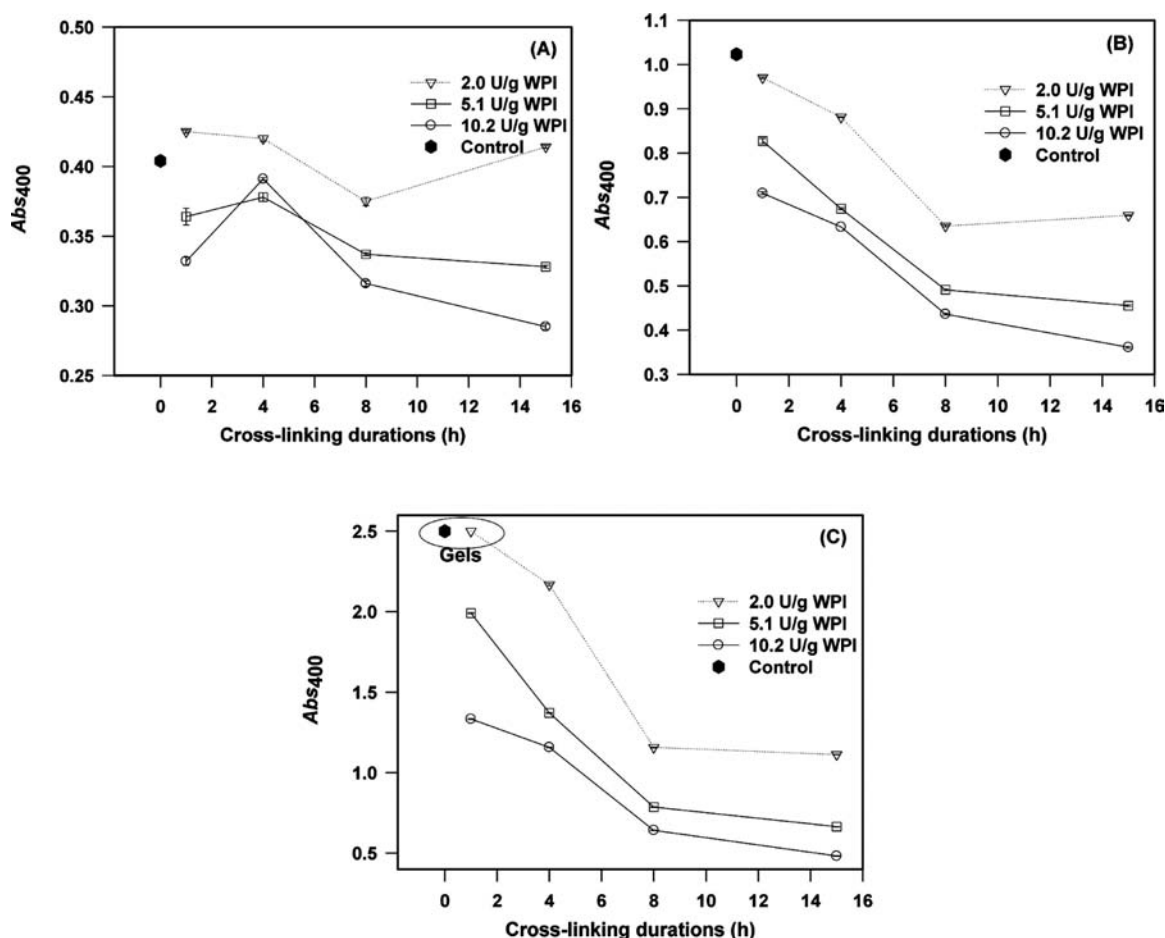 (A)
0.50
0.45
0.40
0.35
0.30
0.25
Abs400
2.0 U/g WPI
5.1 U/g WPI
10.2 U/g WPI
Control
0 2 4 6 8 10 12 14 16
Cross-linking durations (h)
(B)
1.1
1.0
0.9
0.8
0.7
0.6
0.5
0.4
0.3
Abs400
2.0 U/g WPI
5.1 U/g WPI
10.2 U/g WPI
Control
0 2 4 6 8 10 12 14 16
Cross-linking durations (h)
(C)
2.5
2.0
1.5
1.0
0.5
Abs400
Gels
2.0 U/g WPI
5.1 U/g WPI
10.2 U/g WPI
Control
0 2 4 6 8 10 12 14 16
Cross-linking durations (h)